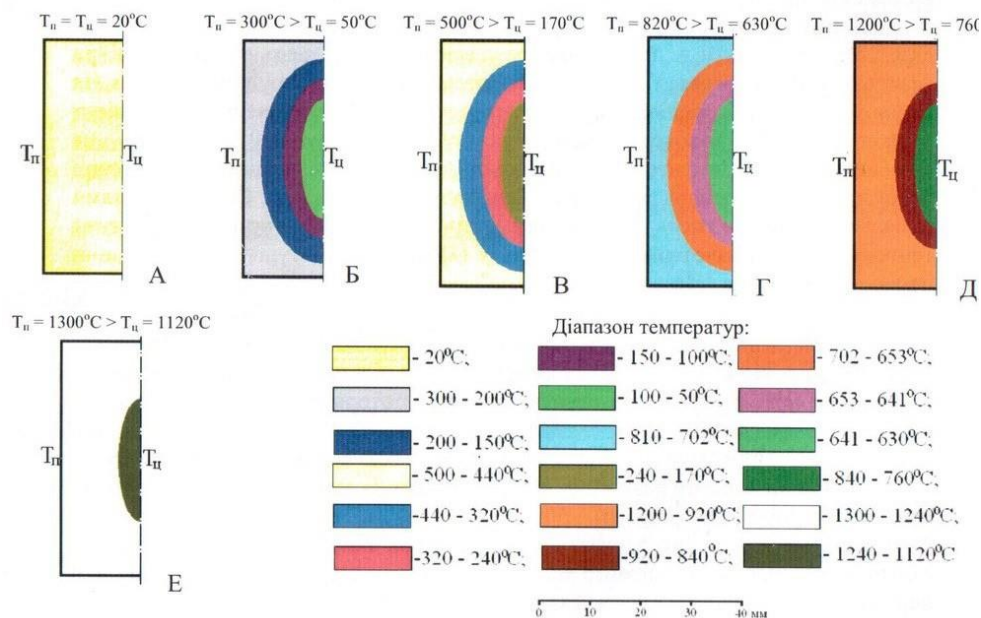 Tп = Tц = 20°C
Tп = 300°C > Tц = 50°C
Tп = 500°C > Tц = 170°C
Tп = 820°C > Tц = 630°C
Tп = 1200°C > Tц = 760
Tп Tц
Tп Tц
Tп Tц
Tп Tц
Tп Tц
А
Б
В
Г
Д
Tп = 1300°C > Tц = 1120°C
Tп Tц
Е
Діапазон температур:
- 20°C;
- 150 - 100°C;
- 702 - 653°C;
-300 - 200°C;
-100 - 50°C;
- 653 - 641°C;
-200 - 150°C;
-810 - 702°C;
- 641 - 630°C;
-500 - 440°C;
-240 - 170°C;
- 840 - 760°C;
-440 - 320°C;
-1200 - 920°C;
- 1300 - 1240°C;
-320 - 240°C;
-920 - 840°C;
- 1240 - 1120°C
0 10 20 30 40 мм